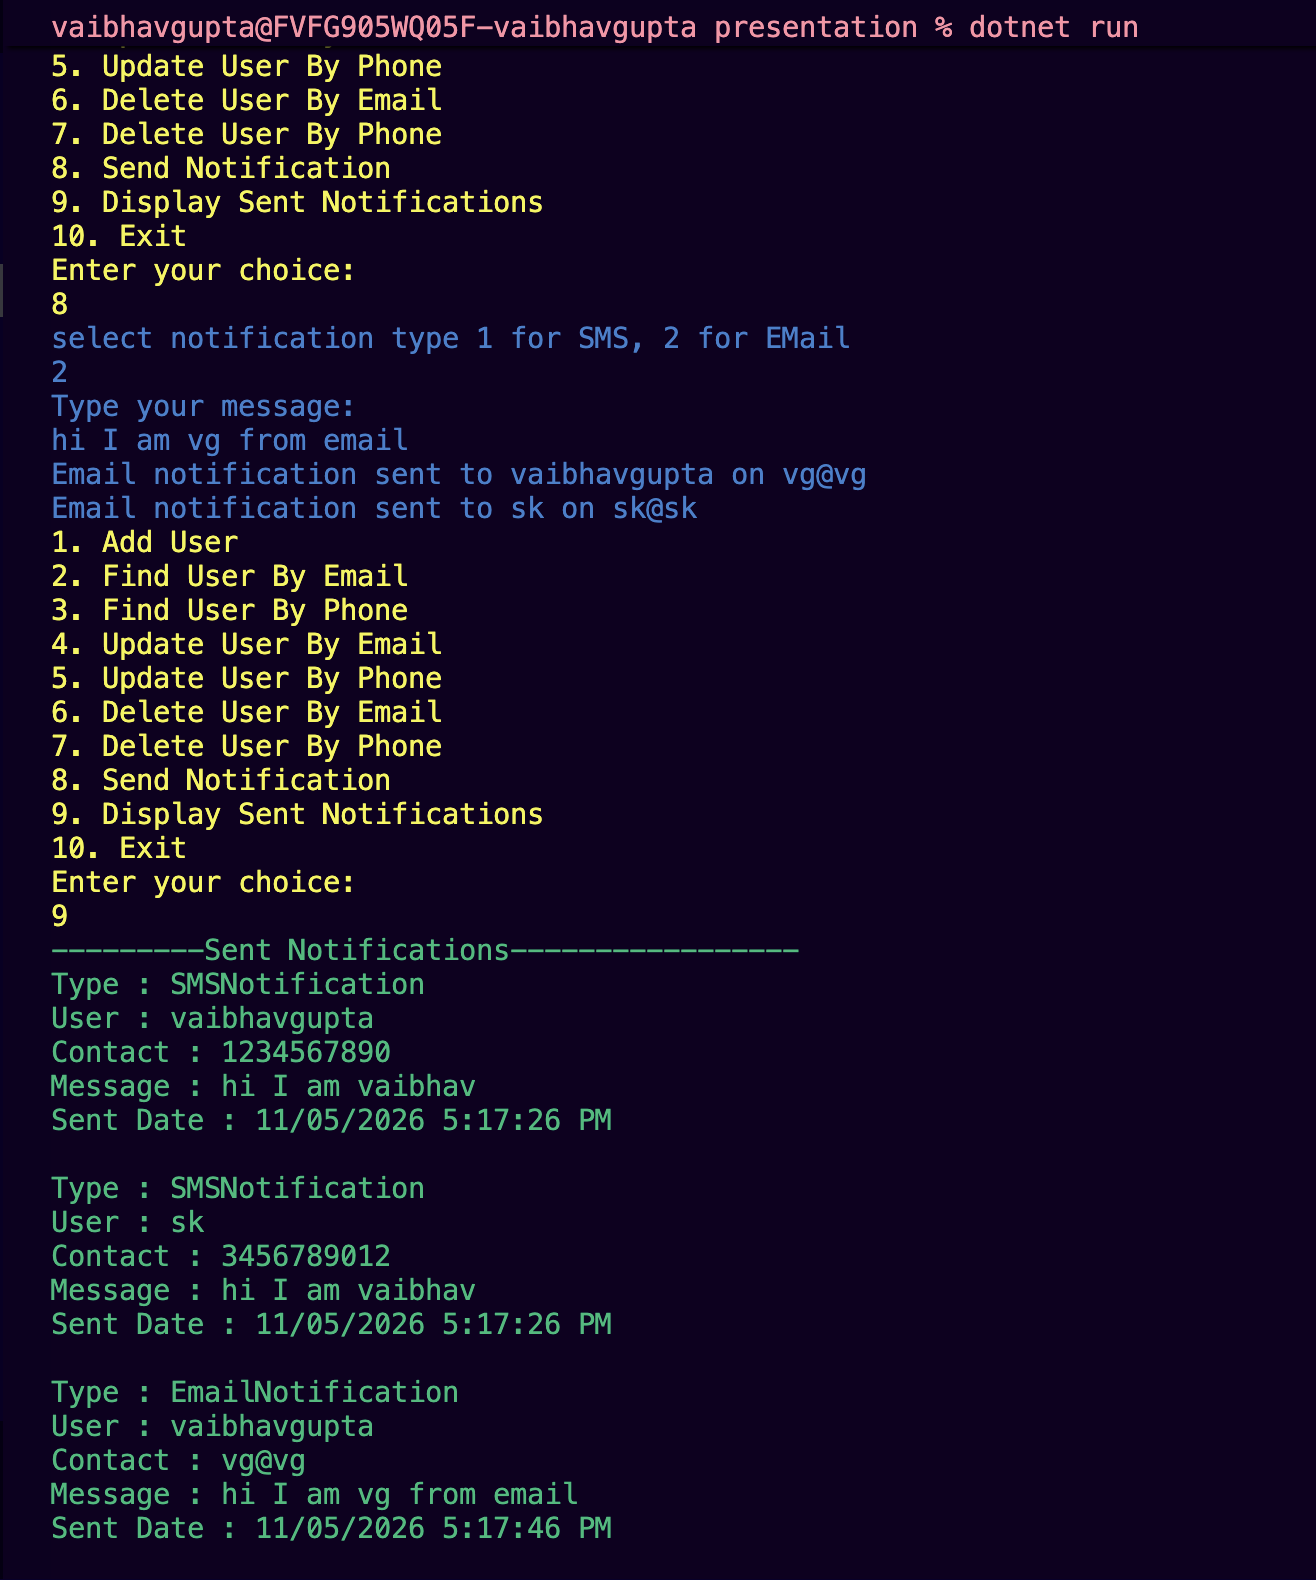 vaibhavgupta@FVFG905WQ05F-vaibhavgupta presentation % dotnet run
5. Update User By Phone
6. Delete User By Email
7. Delete User By Phone
8. Send Notification
9. Display Sent Notifications
10. Exit
Enter your choice:
8
select notification type 1 for SMS, 2 for EMail
2
Type your message:
hi I am vg from email
Email notification sent to vaibhavgupta on vg@vg
Email notification sent to sk on sk@sk
1. Add User
2. Find User By Email
3. Find User By Phone
4. Update User By Email
5. Update User By Phone
6. Delete User By Email
7. Delete User By Phone
8. Send Notification
9. Display Sent Notifications
10. Exit
Enter your choice:
9
---------Sent Notifications-----------------
Type : SMSNotification
User : vaibhavgupta
Contact : 1234567890
Message : hi I am vaibhav
Sent Date : 11/05/2026 5:17:26 PM

Type : SMSNotification
User : sk
Contact : 3456789012
Message : hi I am vaibhav
Sent Date : 11/05/2026 5:17:26 PM

Type : EmailNotification
User : vaibhavgupta
Contact : vg@vg
Message : hi I am vg from email
Sent Date : 11/05/2026 5:17:46 PM